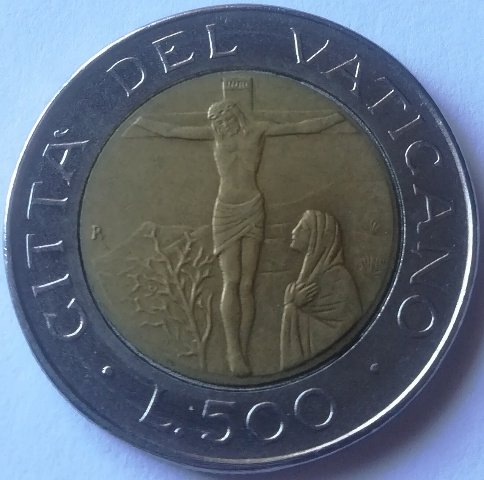 CITTA' DEL VATICANO
R
L.500